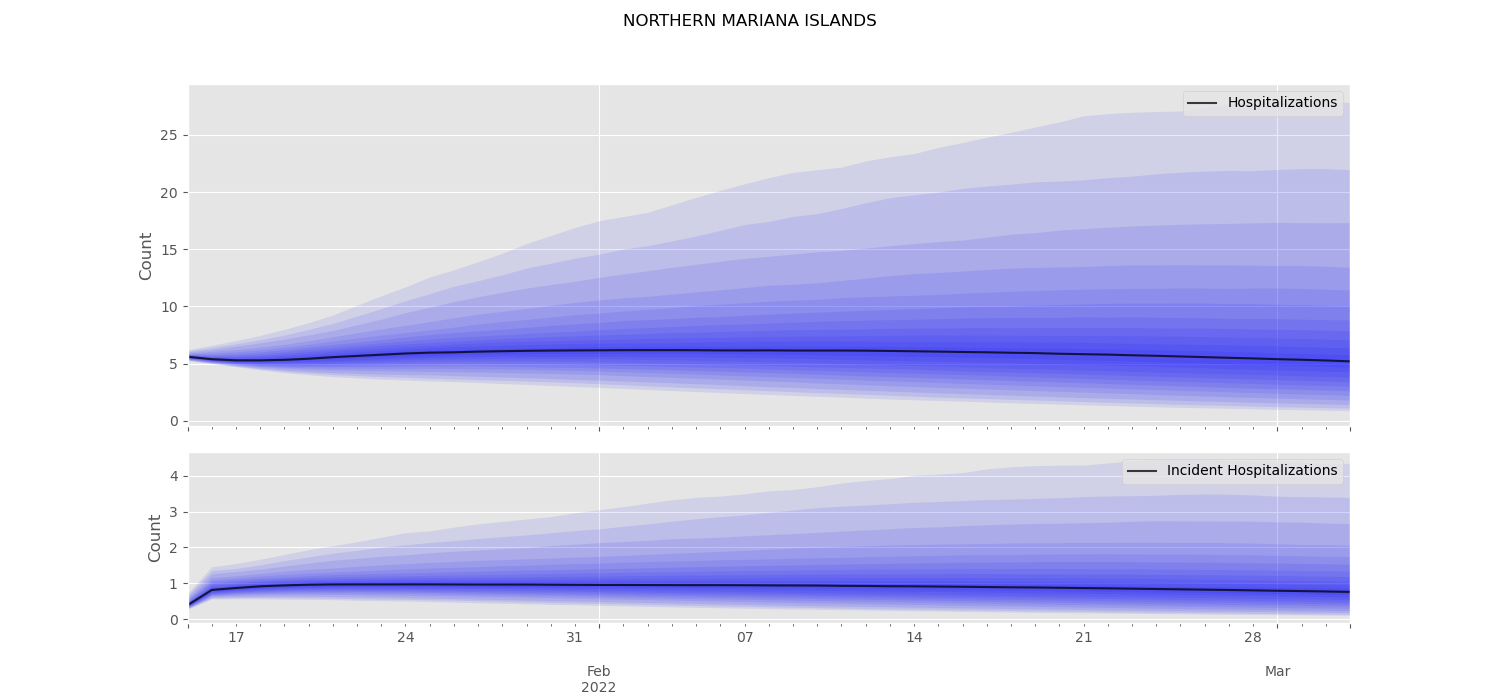 NORTHERN MARIANA ISLANDS
Hospitalizations
Count
25
20
15
10
5
0
Incident Hospitalizations
Count
4
3
2
1
0
17 24 31 07 14 21 28
Feb Mar
2022